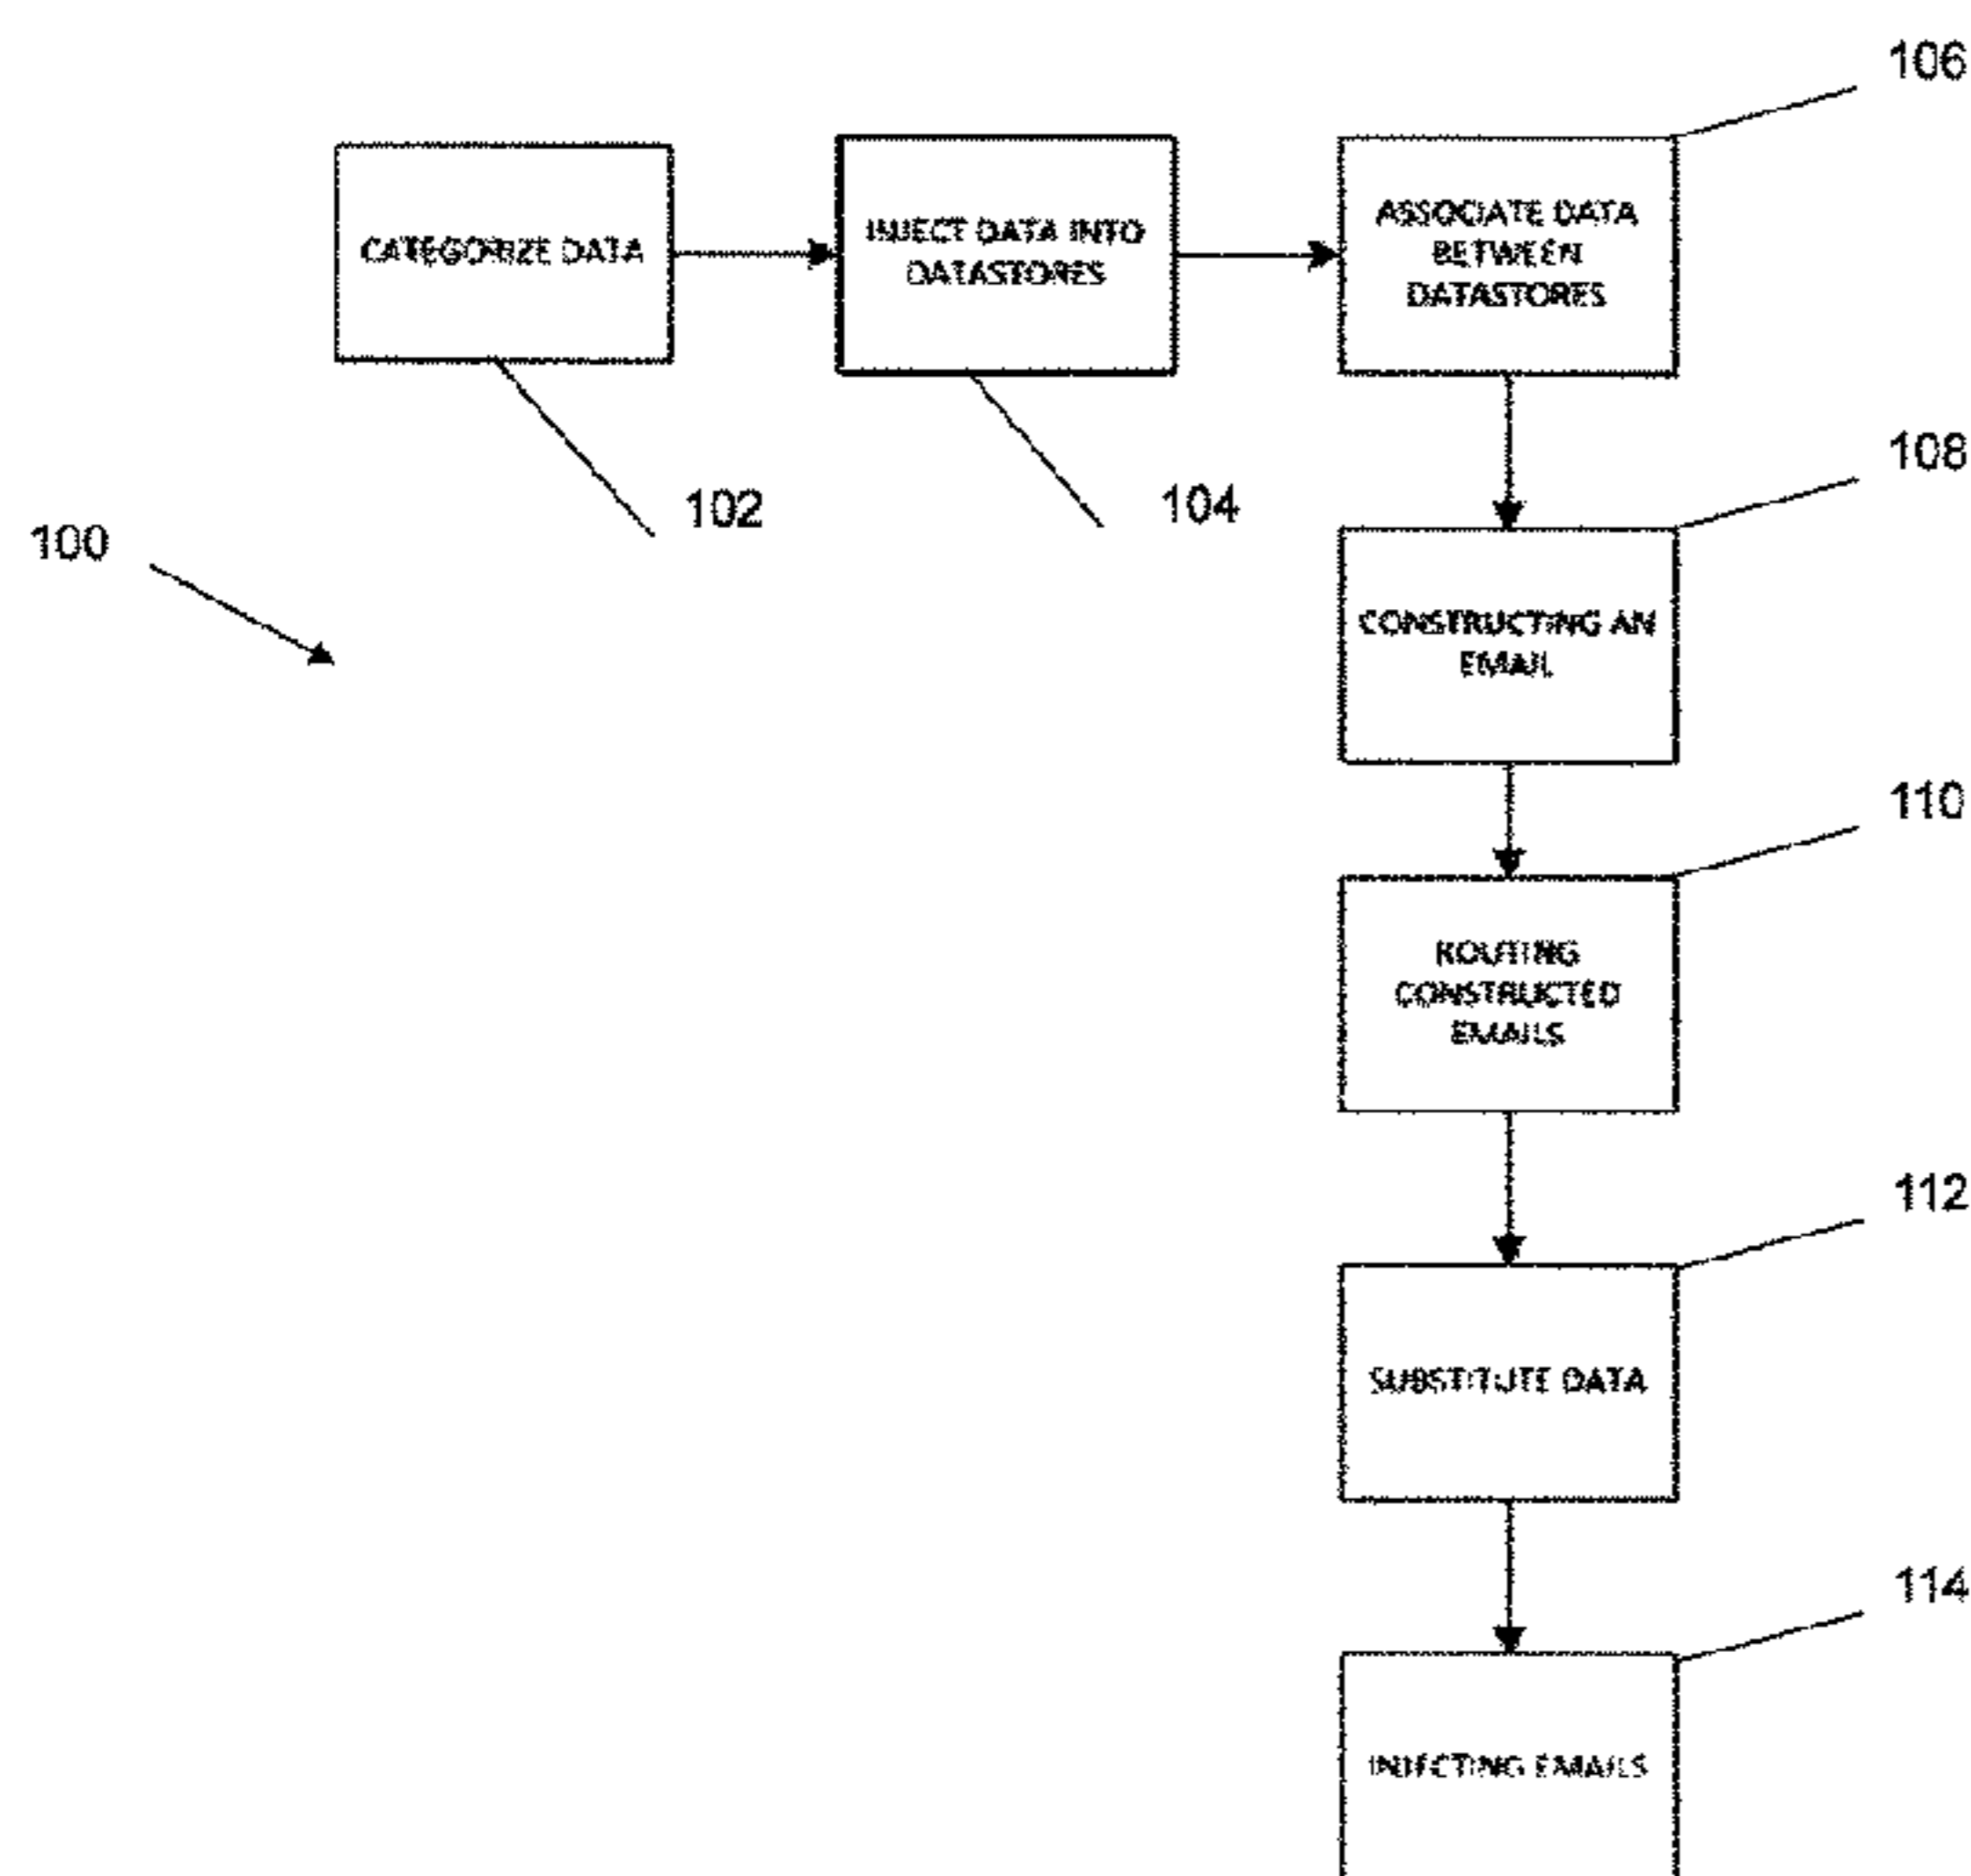 106
CATEGORIZE DATA
INJECT DATA INTO
DATASTORES
ASSOCIATE DATA
BETWEEN
DATASTORES
102
104
100
108
CONSTRUCTING AN
EMAIL
110
ROUTING
CONSTRUCTED
EMAILS
112
SUBSTITUTE DATA
114
INJECTING EMAILS